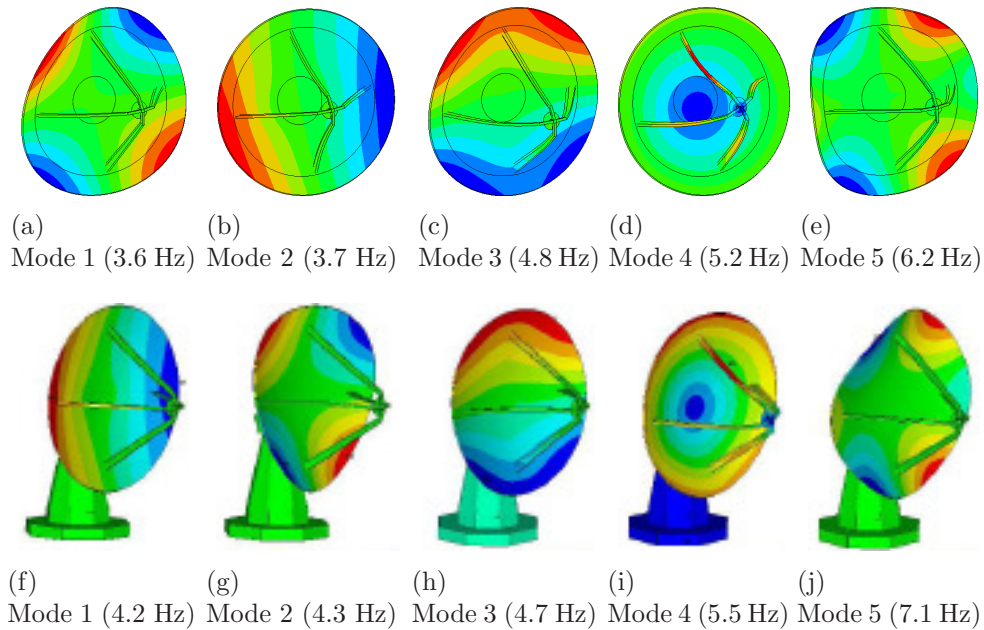 (a) (b) (c) (d) (e)
Mode 1 (3.6 Hz) Mode 2 (3.7 Hz) Mode 3 (4.8 Hz) Mode 4 (5.2 Hz) Mode 5 (6.2 Hz)
(f) (g) (h) (i) (j)
Mode 1 (4.2 Hz) Mode 2 (4.3 Hz) Mode 3 (4.7 Hz) Mode 4 (5.5 Hz) Mode 5 (7.1 Hz)